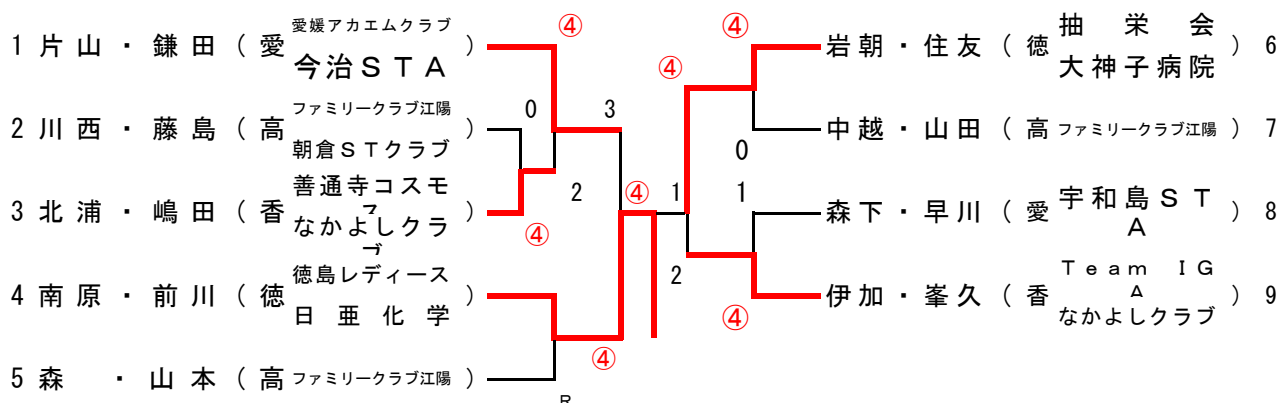 愛媛アカエムクラブ
1 片山・鎌田(愛 今治STA )
ファミリークラブ江陽
2 川西・藤島(高 朝倉STクラブ )
善通寺コスモ
3 北浦・嶋田(香 なかよしクラブ )
徳島レディース
4 南原・前川(徳 日亜化学 )
5 森・山本(高 ファミリークラブ江陽 )
④
0 3
2
④
④
④
R
④
④
1
0
1
2
④
抽栄会
岩朝・住友(徳 大神子病院 ) 6
中越・山田(高 ファミリークラブ江陽 ) 7
森下・早川(愛 宇和島STA ) 8
Team IGA
伊加・峯久(香 なかよしクラブ ) 9